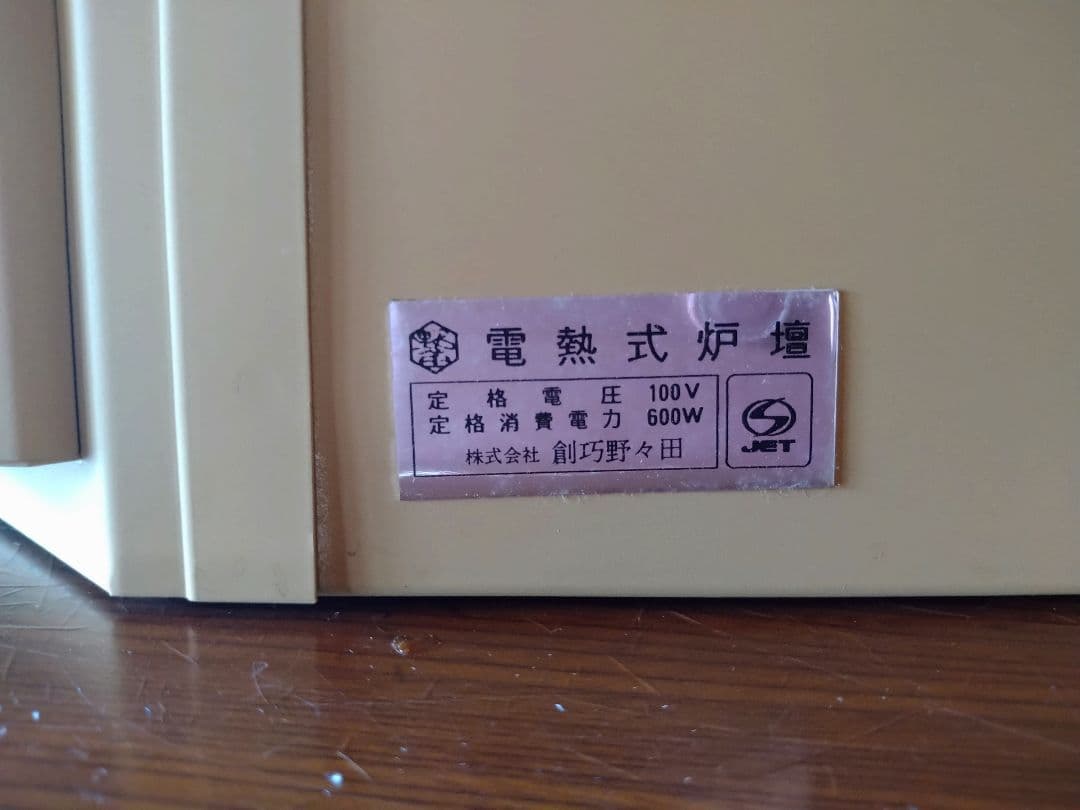 電熱式炉壇
定格電圧 100V
定格消費電力 600W
株式会社 創巧野々田
JET